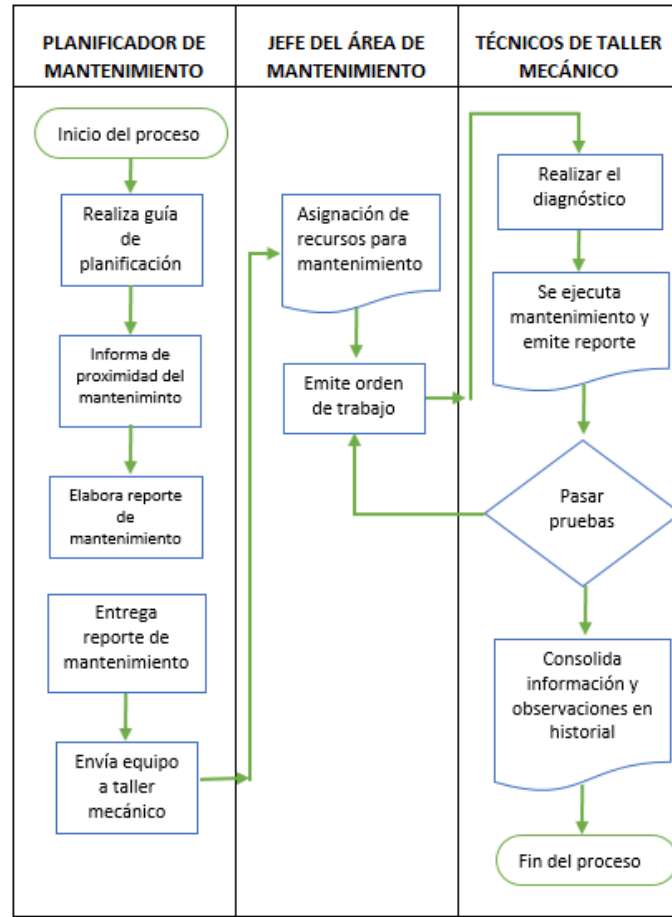 PLANIFICADOR DE
MANTENIMIENTO
JEFE DEL ÁREA DE
MANTENIMIENTO
TÉCNICOS DE TALLER
MECÁNICO
Inicio del proceso
Realiza guía
de
planificación
Informa de
proximidad del
manteniminto
Elabora reporte
de
mantenimiento
Entrega
reporte de
mantenimiento
Envía equipo
a taller
mecánico
Asignación de
recursos para
mantenimiento
Emite orden
de trabajo
Realizar el
diagnóstico
Se ejecuta
mantenimiento y
emite reporte
Pasar
pruebas
Consolida
información y
observaciones en
historial
Fin del proceso